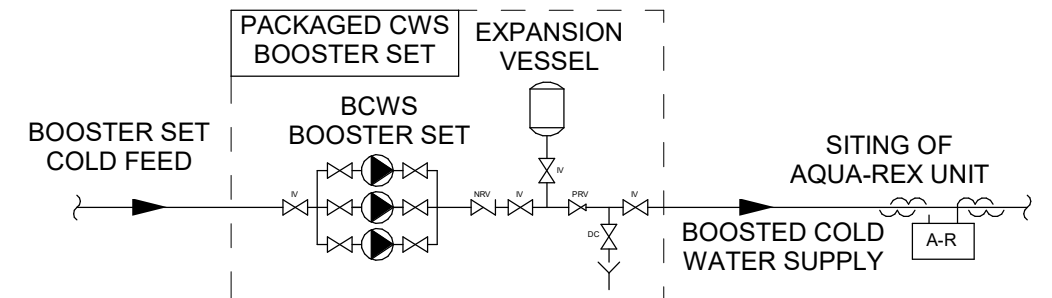 PACKAGED CWS
BOOSTER SET
EXPANSION
VESSEL
BCWS
BOOSTER SET
BOOSTER SET
COLD FEED
SITING OF
AQUA-REX UNIT
IV
IV
NRV
IV
PRV
IV
DC
BOOSTED COLD
WATER SUPPLY
A-R